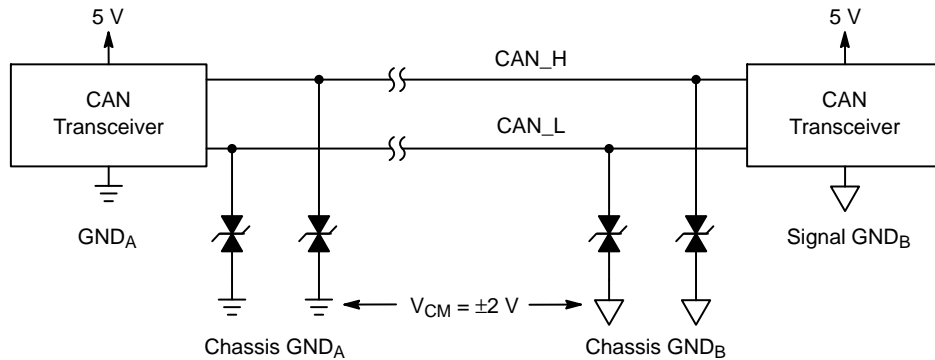 5 V
5 V
CAN_H
CAN
Transceiver
CAN
Transceiver
CAN_L
GNDA
Signal GNDB
VCM = ±2 V
Chassis GNDA
Chassis GNDB